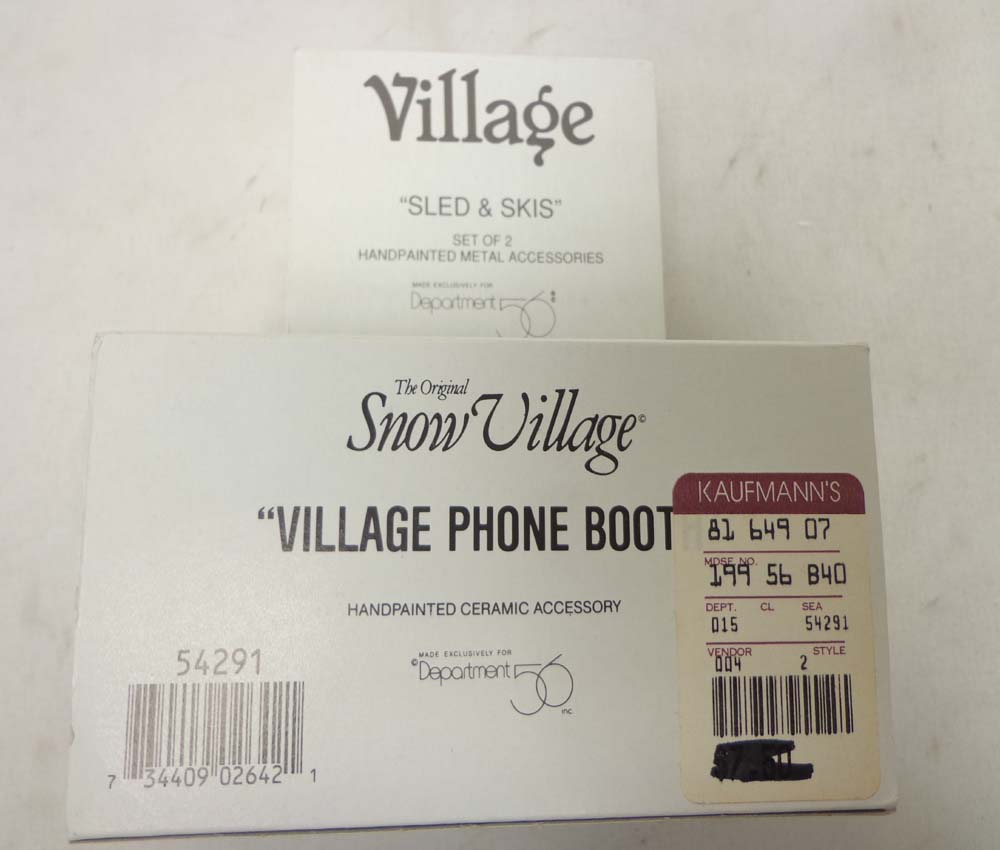 Village
“SLED & SKIS”
SET OF 2
HANDPAINTED METAL ACCESSORIES
MADE EXCLUSIVELY FOR
Department 56®
The Original
Snow Village©
“VILLAGE PHONE BOOT
HANDPAINTED CERAMIC ACCESSORY
MADE EXCLUSIVELY FOR
©Department 56
INC.
54291
7 34409 02642 1
KAUFMANN'S
81 649 07
MDSE. NO.
199 56 B40
DEPT. CL SEA
015 54291
VENDOR STYLE
004 2